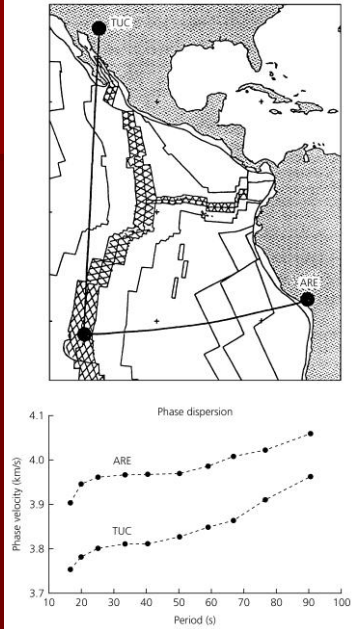 TUC
ARE
Phase dispersion
4.1
4.0
3.9
3.8
3.7
Phase velocity (km/s)
ARE
TUC
10 20 30 40 50 60 70 80 90 100
Period (s)